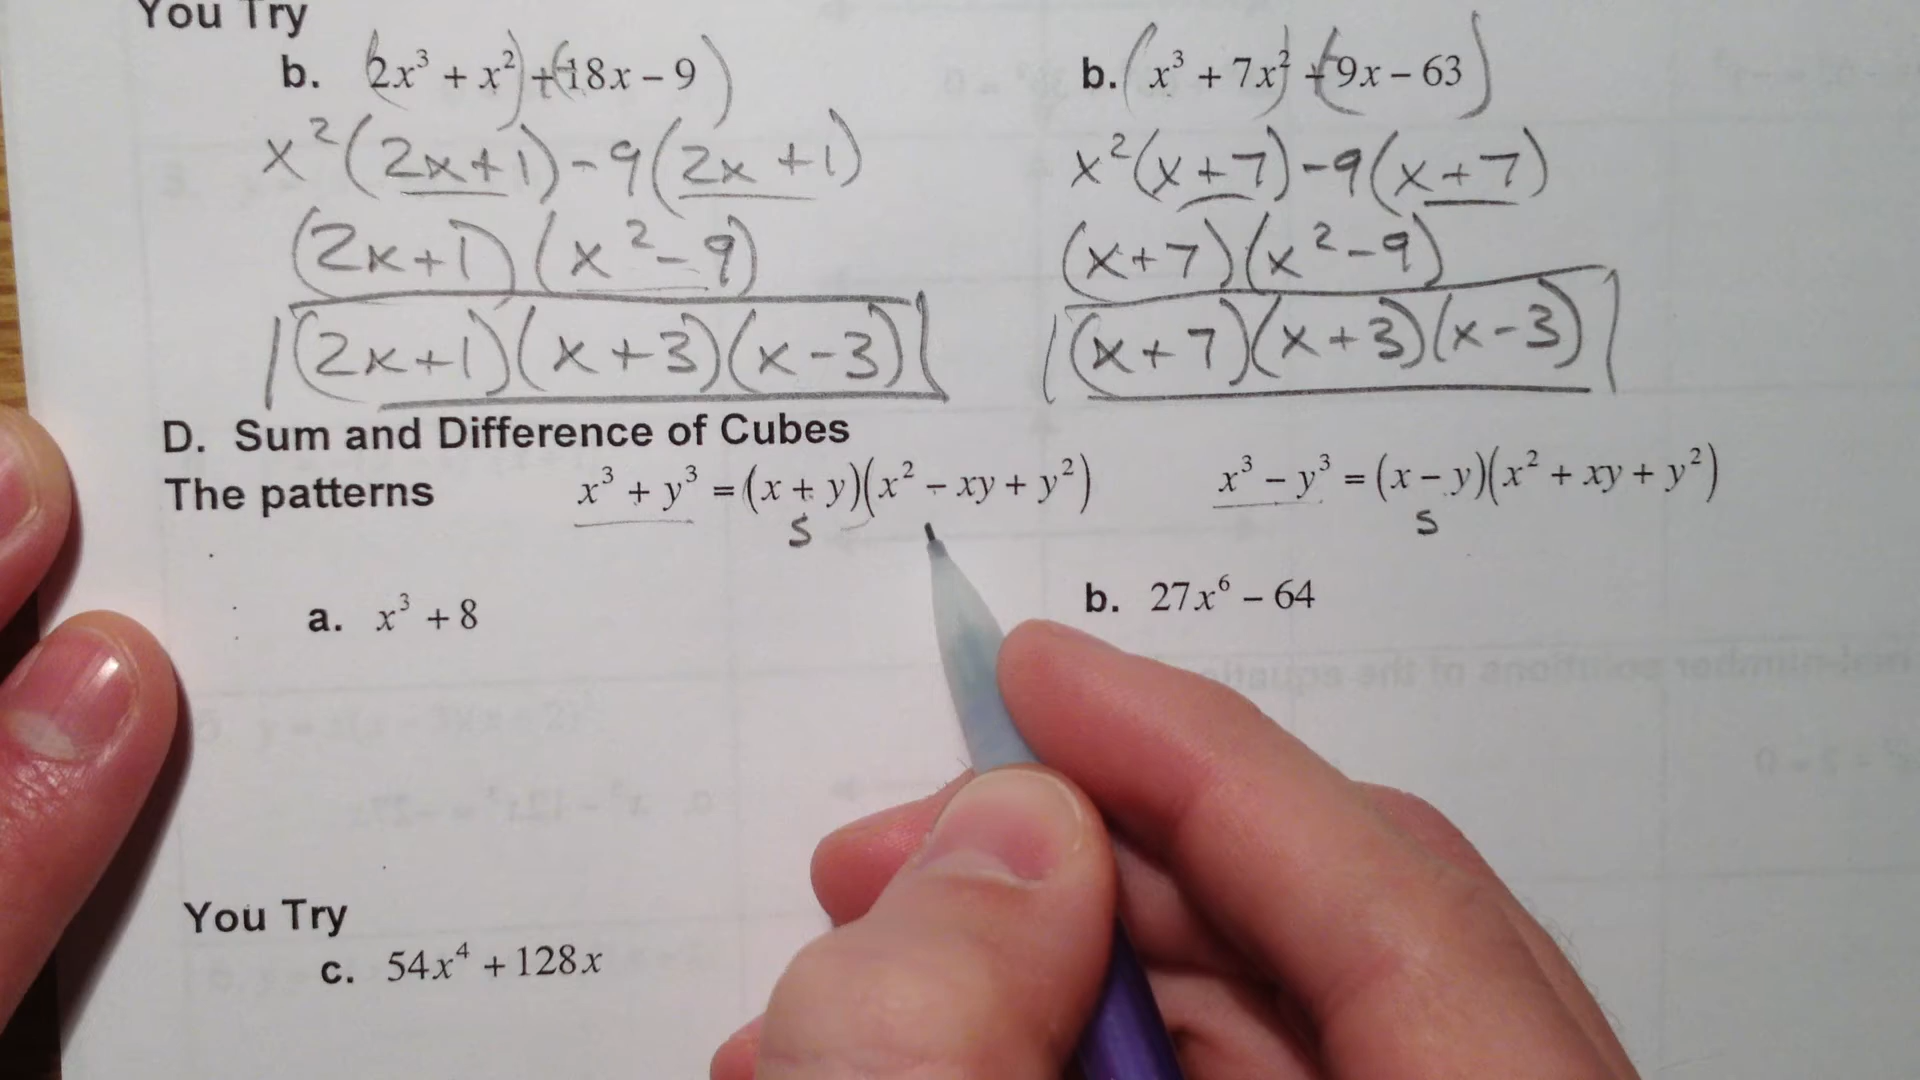 You Try
b. (2x³ + x²) + (-18x - 9)
b. (x³ + 7x²) + (-9x - 63)
x²(2x+1) - 9(2x+1)
x²(x+7) - 9(x+7)
(2x+1)(x²-9)
(x+7)(x²-9)
(2x+1)(x+3)(x-3)
(x+7)(x+3)(x-3)
D. Sum and Difference of Cubes
The patterns x³ + y³ = (x + y)(x² - xy + y²) x³ - y³ = (x - y)(x² + xy + y²)
S
S
a. x³ + 8
b. 27x⁶ - 64
You Try
c. 54x⁴ + 128x